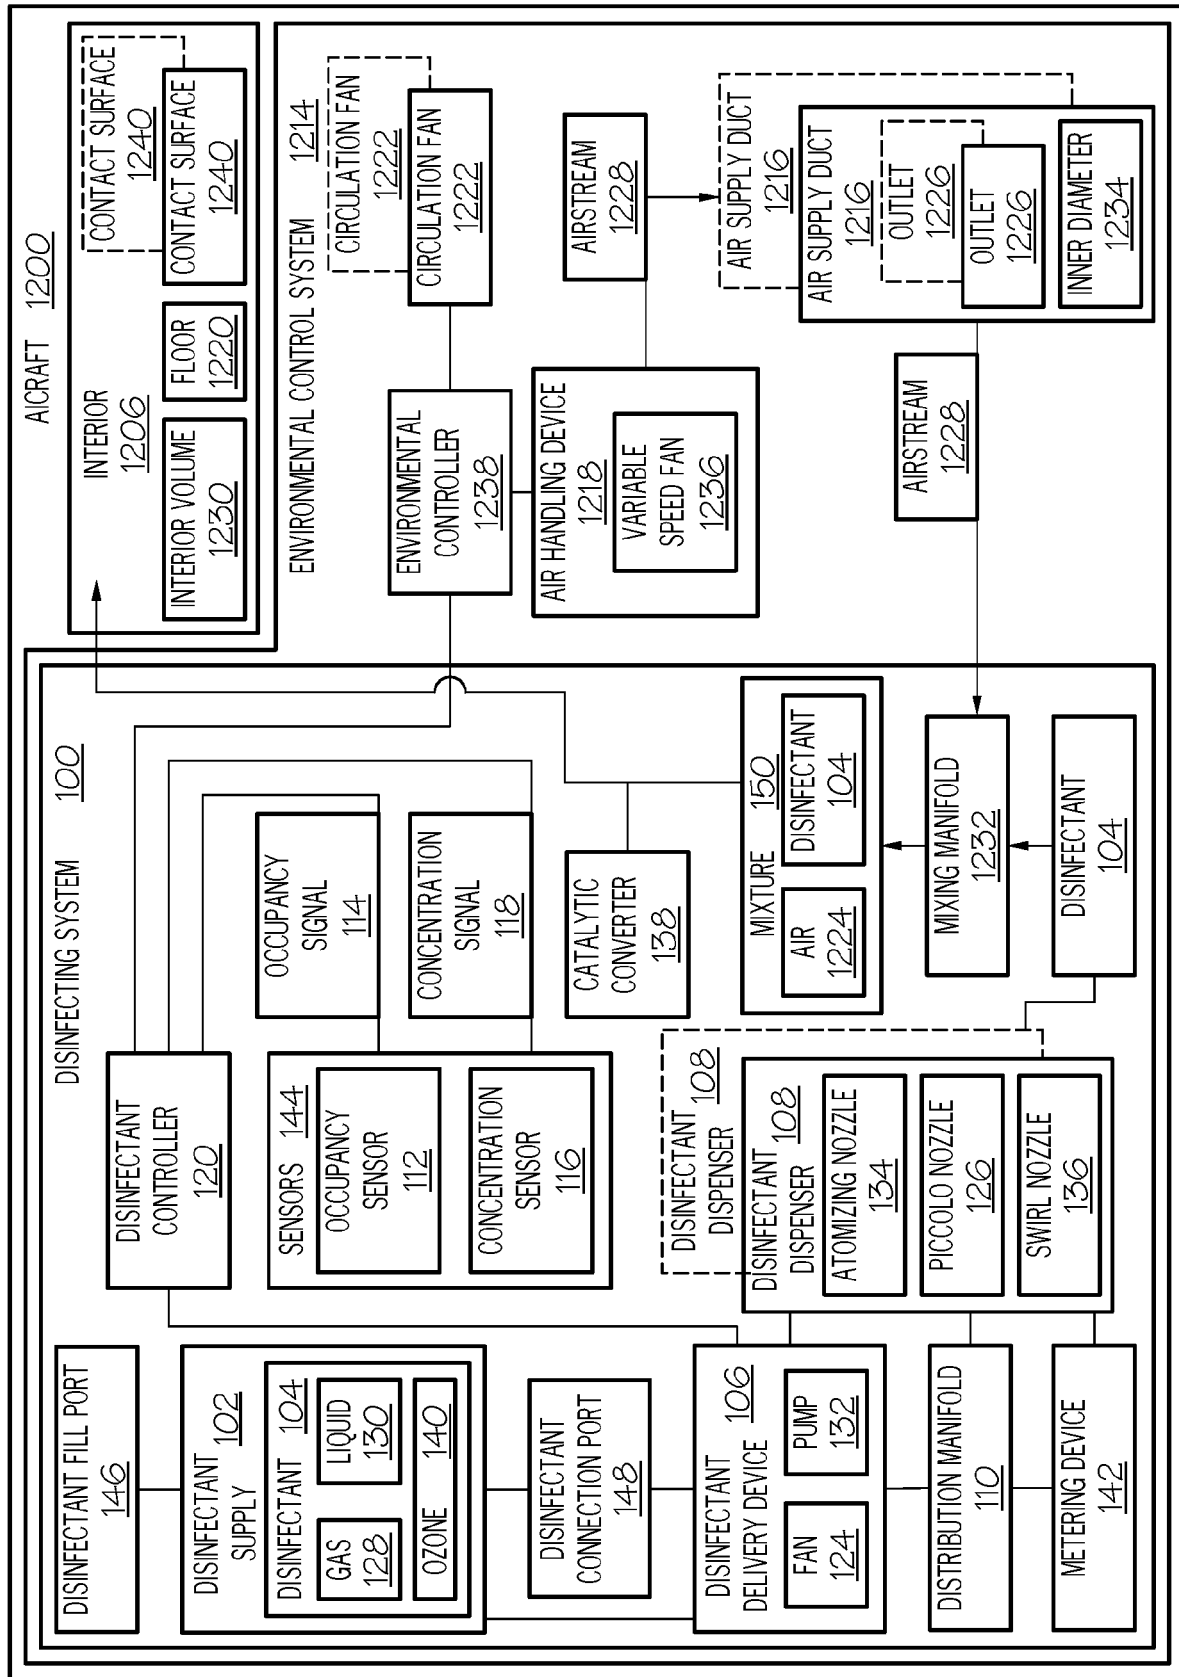 AICRAFT 1200
INTERIOR
1206
INTERIOR VOLUME
1230
FLOOR
1220
CONTACT SURFACE
1240
CONTACT SURFACE
1240
DISINFECTING SYSTEM 100
DISINFECTANT FILL PORT
146
DISINFECTANT
SUPPLY 102
DISINFECTANT 104
GAS
128
LIQUID
130
OZONE 140
DISINFECTANT
CONNECTION PORT
148
DISINFECTANT
DELIVERY DEVICE 106
FAN
124
PUMP
132
DISTRIBUTION MANIFOLD
110
METERING DEVICE
142
DISINFECTANT
CONTROLLER
120
SENSORS 144
OCCUPANCY
SENSOR
112
CONCENTRATION
SENSOR
116
OCCUPANCY
SIGNAL
114
CONCENTRATION
SIGNAL
118
CATALYTIC
CONVERTER
138
DISINFECTANT
DISPENSER 108
DISINFECTANT
DISPENSER 108
ATOMIZING NOZZLE
134
PICCOLO NOZZLE
126
SWIRL NOZZLE
136
MIXTURE 150
AIR
1224
DISINFECTANT
104
MIXING MANIFOLD
1232
DISINFECTANT
104
ENVIRONMENTAL CONTROL SYSTEM 1214
ENVIRONMENTAL
CONTROLLER
1238
CIRCULATION FAN
1222
CIRCULATION FAN
1222
AIR HANDLING DEVICE
1218
VARIABLE
SPEED FAN
1236
AIRSTREAM
1228
AIR SUPPLY DUCT
1216
AIR SUPPLY DUCT
1216
OUTLET
1226
OUTLET
1226
INNER DIAMETER
1234
AIRSTREAM
1228